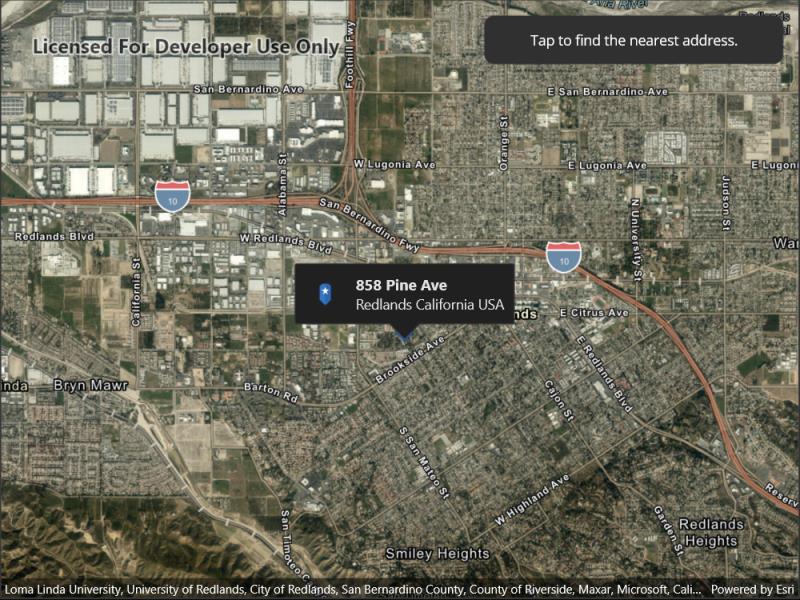 Ana River
Redlands
Licensed For Developer Use Only
Tap to find the nearest address.
Foothill Fwy
San Bernardino Ave
E San Bernardino Ave
Orange St
Alabama St
W Lugonia Ave
E Lugonia Ave
E Lugoni
Judson St
N University St
10
San Bernardino Fwy
Redlands Blvd
W Redlands Blvd
War
10
California St
858 Pine Ave
Redlands California USA
nds
E Citrus Ave
Brookside Ave
E Redlands Blvd
inda
Bryn Mawr
Barton Rd
Cajon St
S San Mateo St
W Highland Ave
Reserv
San Timoteo C
Garden St
Redlands
Heights
Smiley Heights
Loma Linda University, University of Redlands, City of Redlands, San Bernardino County, County of Riverside, Maxar, Microsoft, Cali...
Powered by Esri